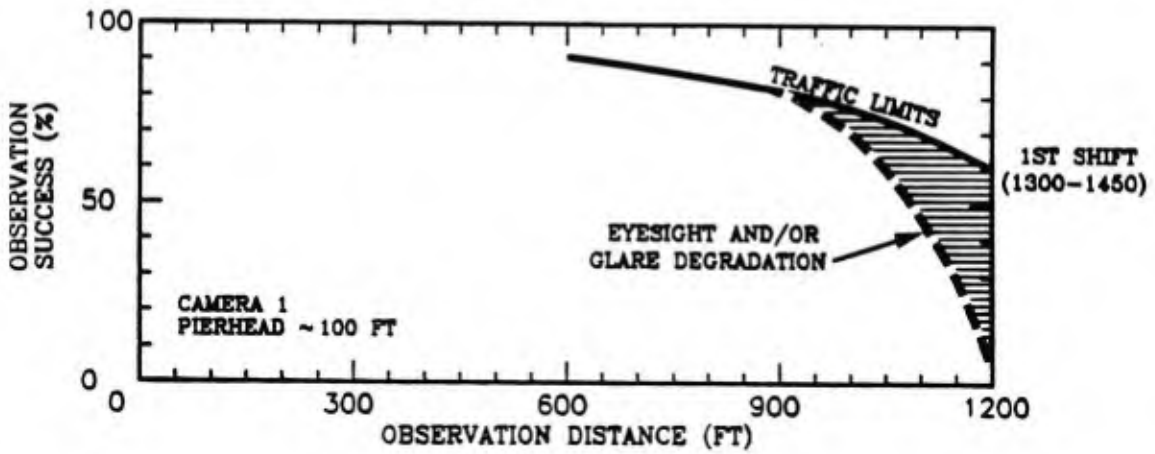 100
OBSERVATION
SUCCESS (%)
50
0
TRAFFIC LIMITS
1ST SHIFT
(1300-1450)
EYESIGHT AND/OR
GLARE DEGRADATION
CAMERA 1
PIERHEAD ~ 100 FT
0 300 600 900 1200
OBSERVATION DISTANCE (FT)